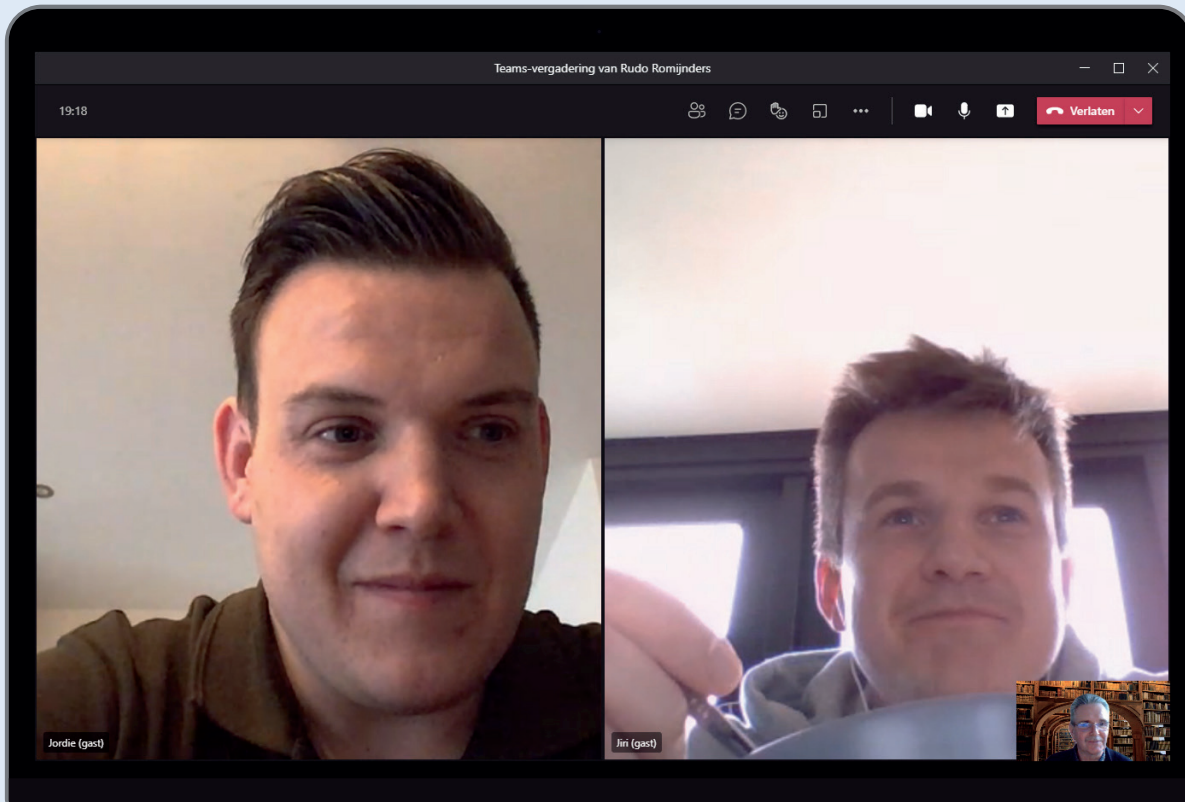 Teams-vergadering van Rudo Romijnders
19:18
Verlaten
Jordie (gast)
Jiri (gast)